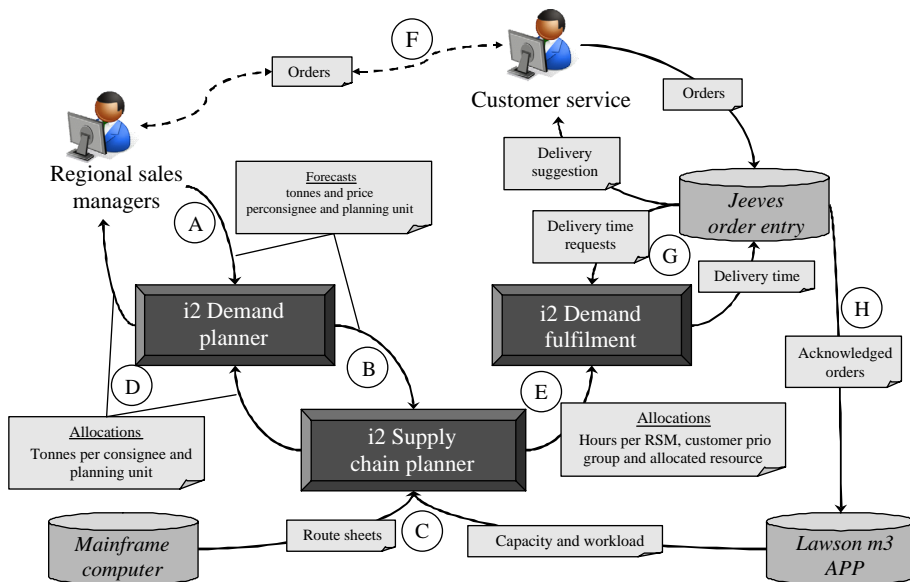 F
Orders
Customer service
Orders
Regional sales
managers
Forecasts
tonnes and price
perconsignee and planning unit
Delivery
suggestion
Jeeves
order entry
A
Delivery time
requests
G
Delivery time
i2 Demand
planner
i2 Demand
fulfilment
H
B
D
E
Acknowledged
orders
Allocations
Tonnes per consignee and
planning unit
i2 Supply
chain planner
Allocations
Hours per RSM, customer prio
group and allocated resource
C
Route sheets
Capacity and workload
Mainframe
computer
Lawson m3
APP